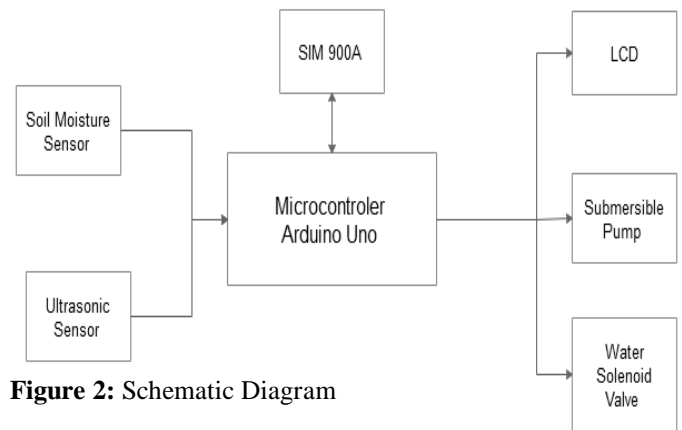 SIM 900A
LCD
Soil Moisture
Sensor
Microcontroler
Arduino Uno
Submersible
Pump
Ultrasonic
Sensor
Water
Solenoid
Valve
Figure 2: Schematic Diagram